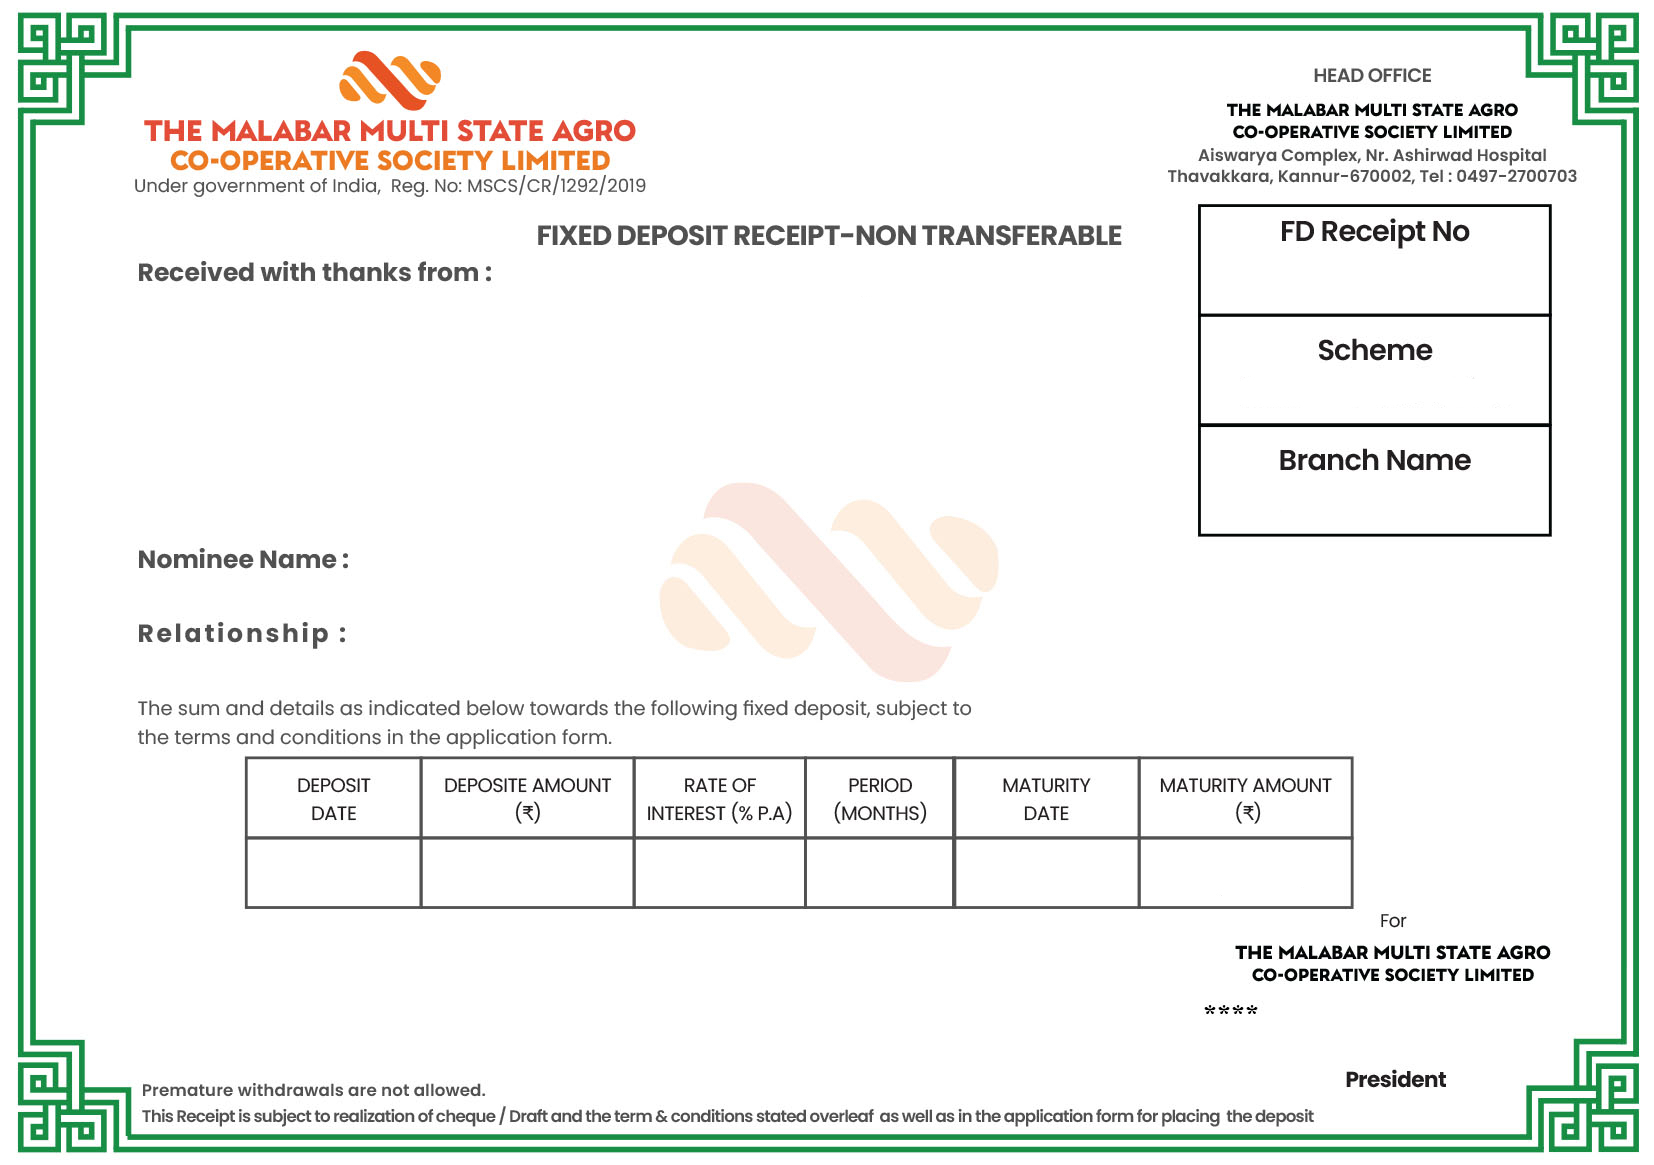 THE MALABAR MULTI STATE AGRO
CO-OPERATIVE SOCIETY LIMITED
Under government of India, Reg. No: MSCS/CR/1292/2019
HEAD OFFICE
THE MALABAR MULTI STATE AGRO
CO-OPERATIVE SOCIETY LIMITED
Aiswarya Complex, Nr. Ashirwad Hospital
Thavakkara, Kannur-670002, Tel : 0497-2700703
FIXED DEPOSIT RECEIPT-NON TRANSFERABLE
Received with thanks from :
FD Receipt No
Scheme
Branch Name
Nominee Name :
Relationship :
The sum and details as indicated below towards the following fixed deposit, subject to
the terms and conditions in the application form.
DEPOSIT
DATE
DEPOSITE AMOUNT
(₹)
RATE OF
INTEREST (% P.A)
PERIOD
(MONTHS)
MATURITY
DATE
MATURITY AMOUNT
(₹)
For
THE MALABAR MULTI STATE AGRO
CO-OPERATIVE SOCIETY LIMITED
****
President
Premature withdrawals are not allowed.
This Receipt is subject to realization of cheque / Draft and the term & conditions stated overleaf as well as in the application form for placing the deposit